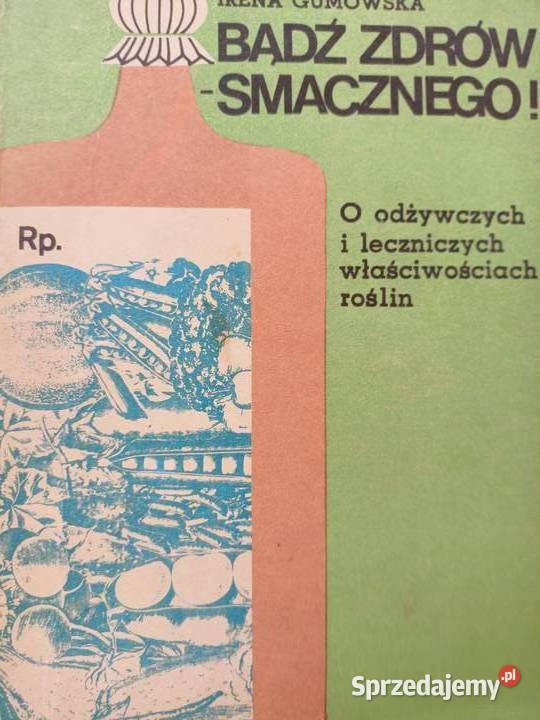 IRENA GUMOWSKA
BĄDŹ ZDRÓW
-SMACZNEGO!
O odżywczych
i leczniczych
właściwościach
roślin
Rp.
Sprzedajemy.pl